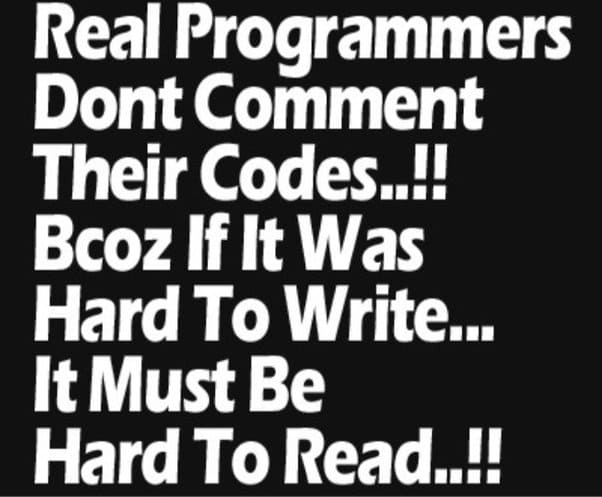 Real Programmers
Dont Comment
Their Codes..!!
Bcoz If It Was
Hard To Write...
It Must Be
Hard To Read..!!